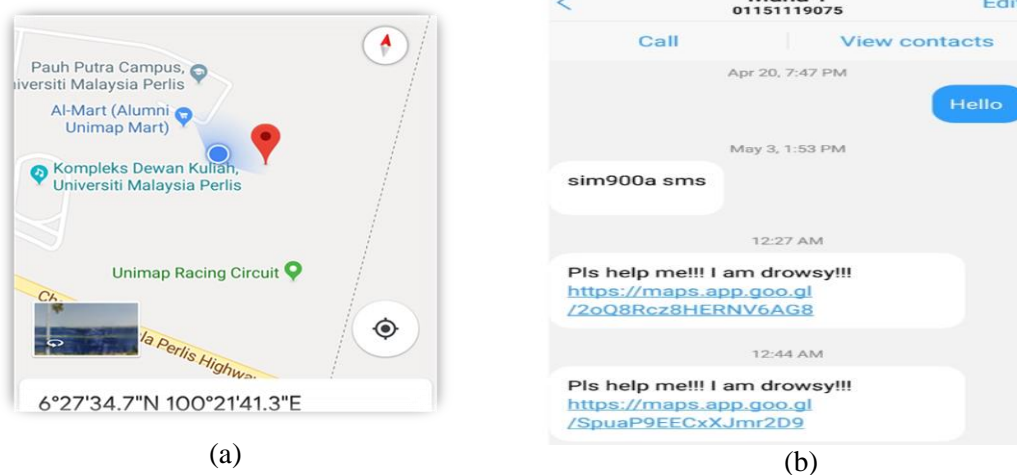 Pauh Putra Campus,
iversiti Malaysia Perlis
Al-Mart (Alumni
Unimap Mart)
Kompleks Dewan Kuliah,
Universiti Malaysia Perlis
Unimap Racing Circuit
la Perlis Highwa
6°27'34.7"N 100°21'41.3"E
(a)
01151119075
Edit
Call
View contacts
Apr 20, 7:47 PM
Hello
May 3, 1:53 PM
sim900a sms
12:27 AM
Pls help me!!! I am drowsy!!!
https://maps.app.goo.gl
/2oQ8Rcz8HERNV6AG8
12:44 AM
Pls help me!!! I am drowsy!!!
https://maps.app.goo.gl
/SpuaP9EECxXJmr2D9
(b)